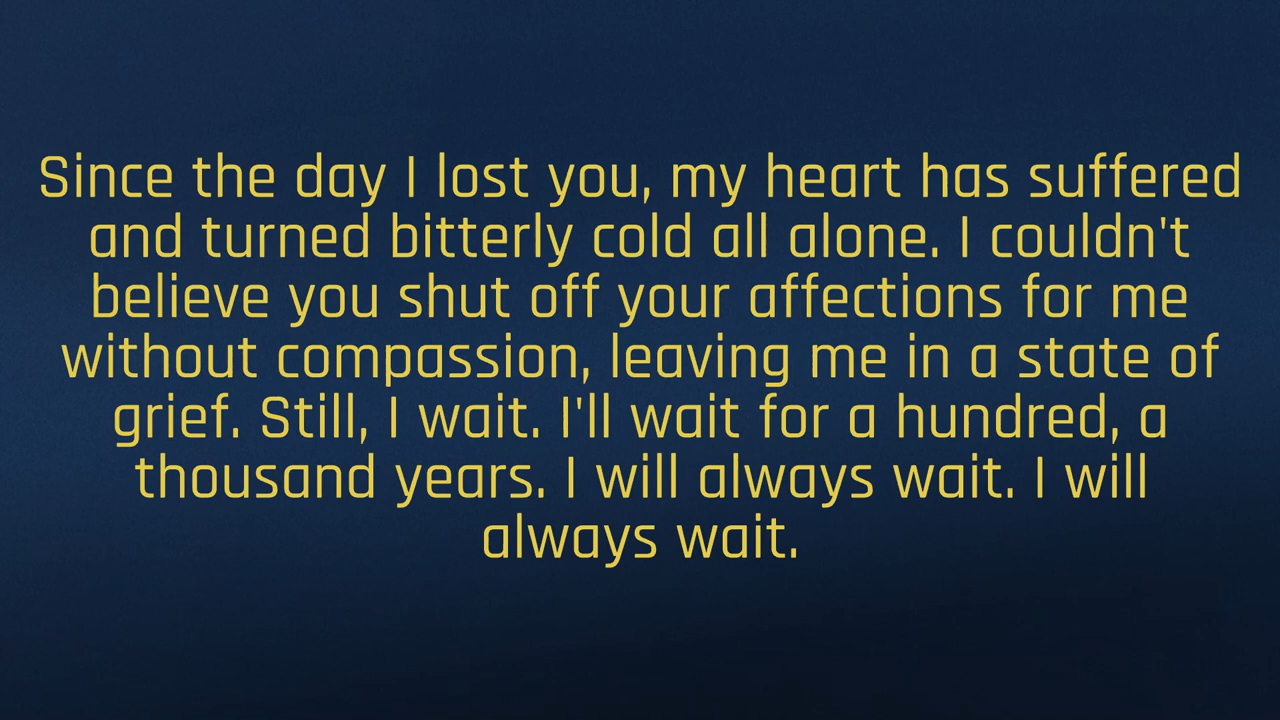 Since the day I lost you, my heart has suffered
and turned bitterly cold all alone. I couldn't
believe you shut off your affections for me
without compassion, leaving me in a state of
grief. Still, I wait. I'll wait for a hundred, a
thousand years. I will always wait. I will
always wait.